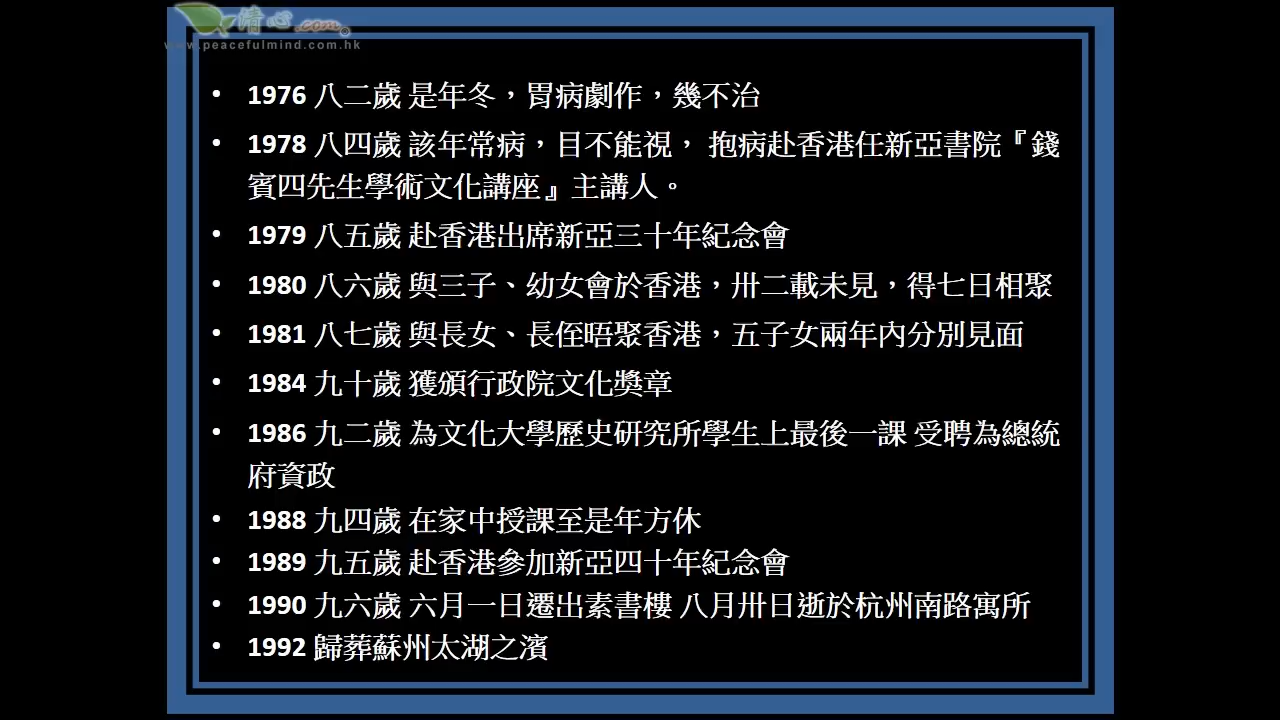 清心.com
www.peacefulmind.com.hk
• 1976 八二歲 是年冬，胃病劇作，幾不治
• 1978 八四歲 該年常病，目不能視， 抱病赴香港任新亞書院『錢
賓四先生學術文化講座』主講人。
• 1979 八五歲 赴香港出席新亞三十年紀念會
• 1980 八六歲 與三子、幼女會於香港，卅二載未見，得七日相聚
• 1981 八七歲 與長女、長侄晤聚香港，五子女兩年內分別見面
• 1984 九十歲 獲頒行政院文化獎章
• 1986 九二歲 為文化大學歷史研究所學生上最後一課 受聘為總統
府資政
• 1988 九四歲 在家中授課至是年方休
• 1989 九五歲 赴香港參加新亞四十年紀念會
• 1990 九六歲 六月一日遷出素書樓 八月卅日逝於杭州南路寓所
• 1992 歸葬蘇州太湖之濱